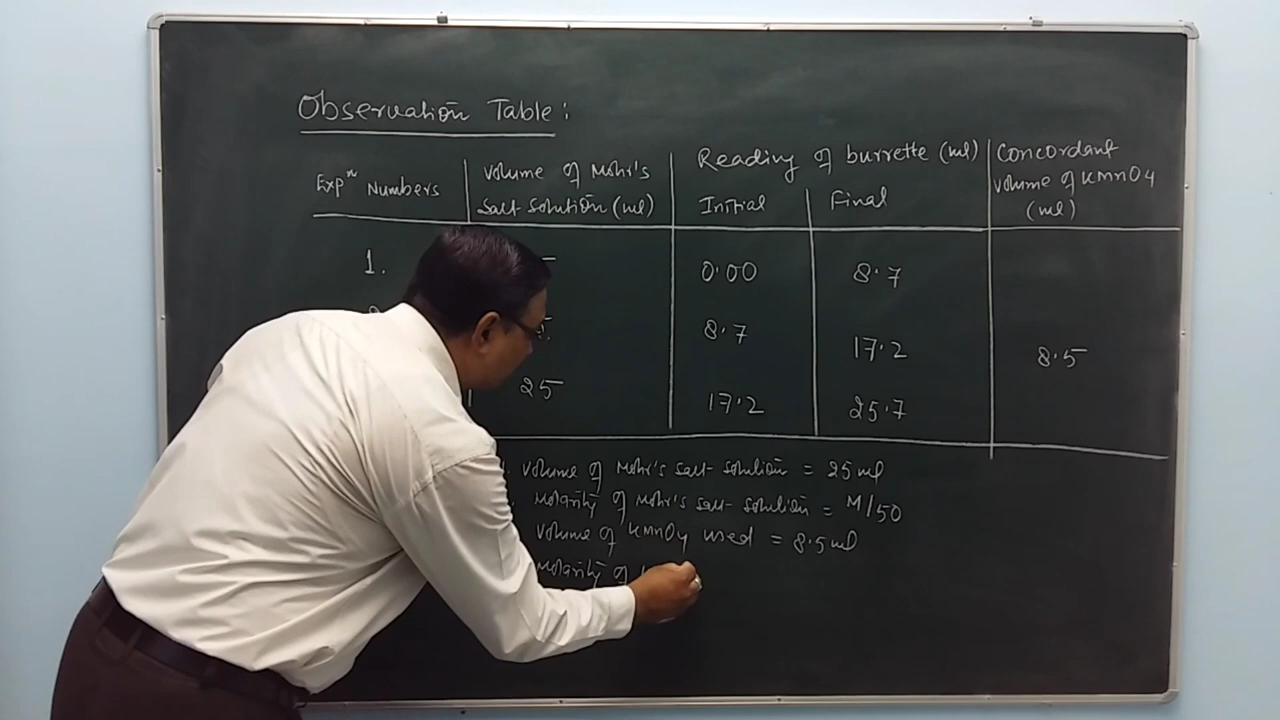 Observation Table:
Expn Numbers | Volume of Mohr's Salt Solution (ml) | Reading of burrette (ml) | Concordant Volume of KMnO4 (ml)
Initial | Final
1. | 0.00 | 8.7
8.7 | 17.2 | 8.5
25 | 17.2 | 25.7
Volume of Mohr's salt solution = 25 ml
Molarity of Mohr's salt solution = M/50
Volume of KMnO4 used = 8.5 ml
Molarity of